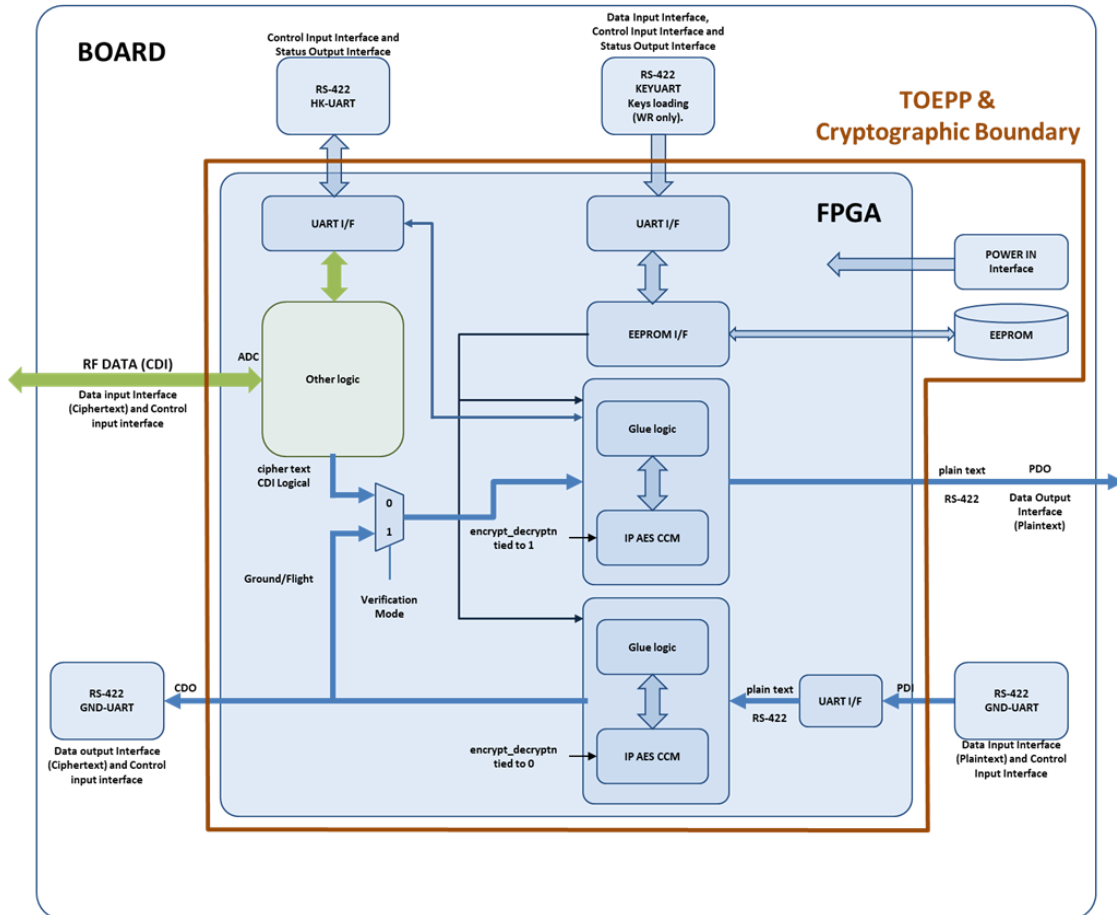 BOARD
Control Input Interface and
Status Output Interface
RS-422
HK-UART
Data Input Interface,
Control Input Interface and
Status Output Interface
RS-422
KEYUART
Keys loading
(WR only).
TOEPP &
Cryptographic Boundary
UART I/F
UART I/F
FPGA
POWER IN
Interface
EEPROM I/F
EEPROM
RF DATA (CDI)
ADC
Data input Interface
(Ciphertext) and Control
input interface
Other logic
Glue logic
cipher text
CDI Logical
0
1
encrypt_decryptn
tied to 1
IP AES CCM
plain text
RS-422
PDO
Data Output
Interface
(Plaintext)
Ground/Flight
Verification
Mode
Glue logic
RS-422
GND-UART
CDO
Data output Interface
(Ciphertext) and Control
input interface
encrypt_decryptn
tied to 0
IP AES CCM
plain text
RS-422
UART I/F
PDI
RS-422
GND-UART
Data Input Interface
(Plaintext) and Control
Input Interface